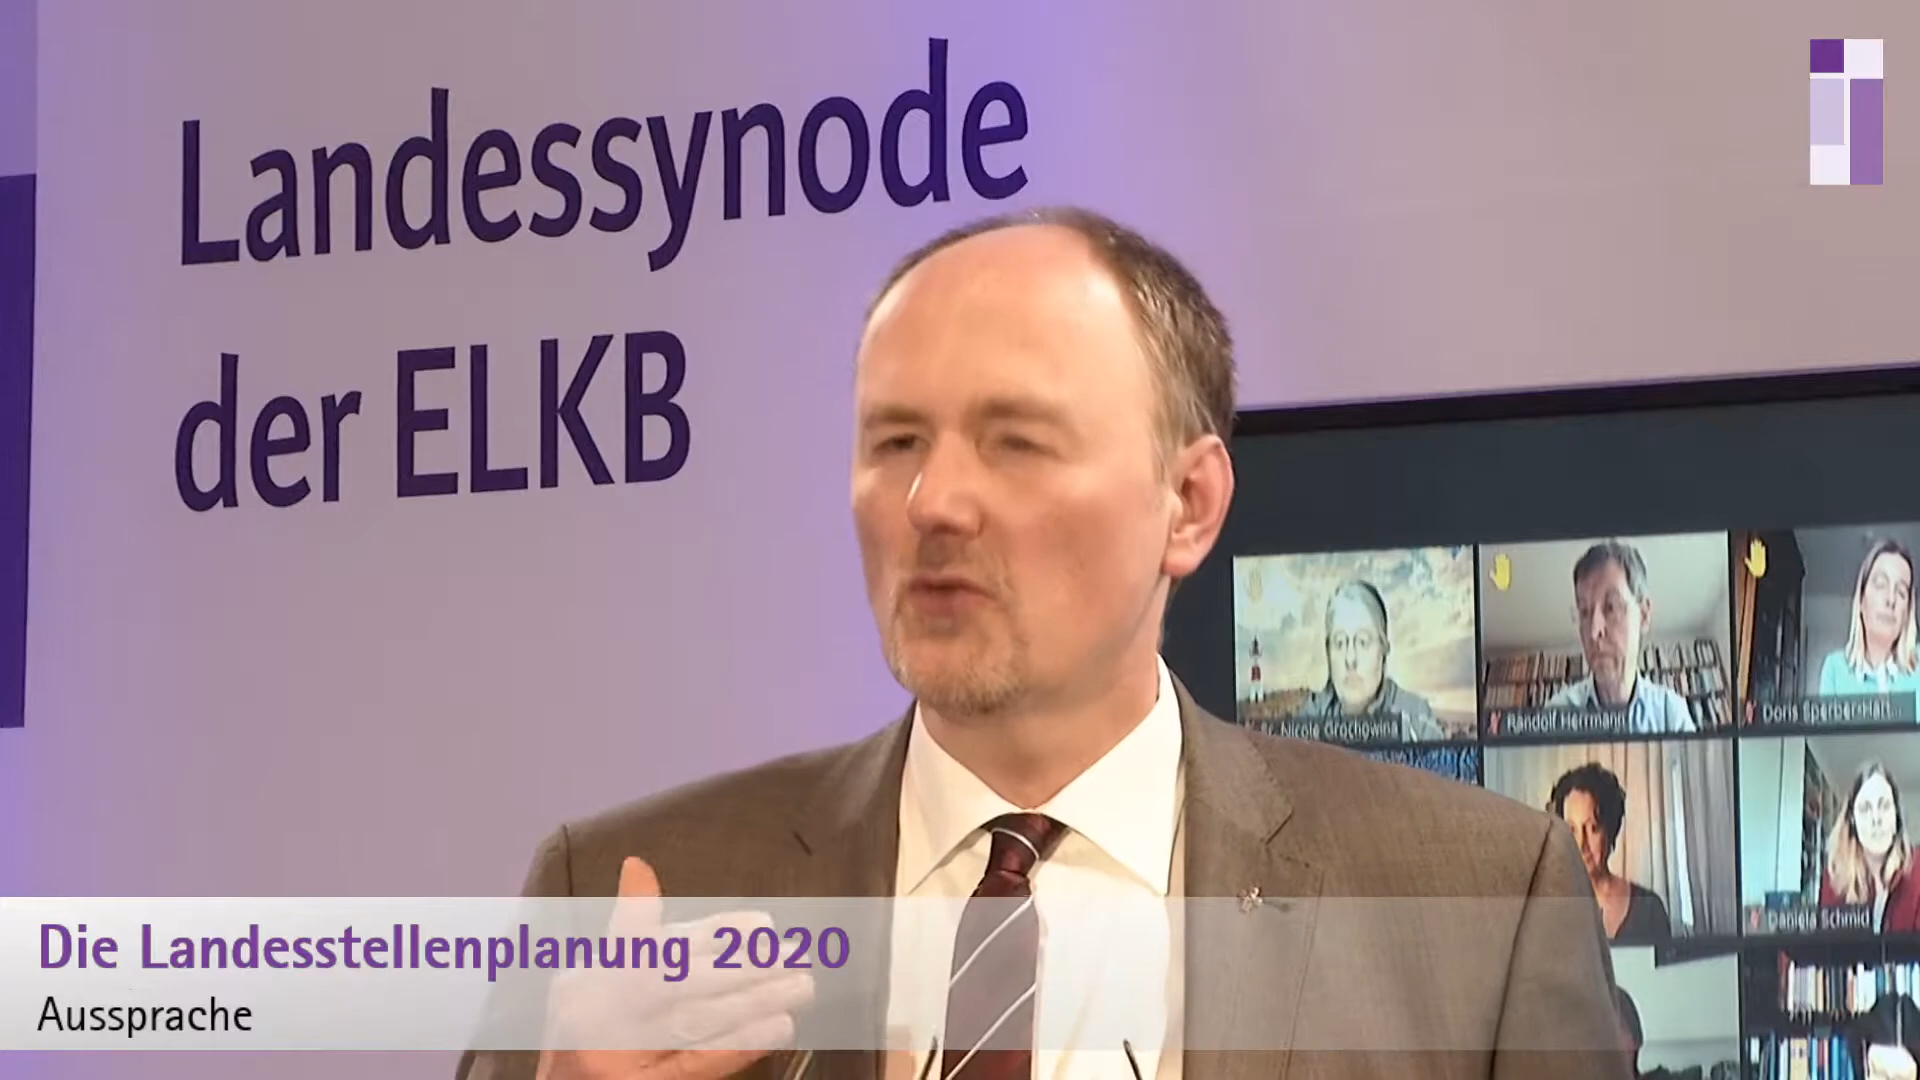 Landessynode
der ELKB
Nicole Grochowina
Randolf Herrmann
Doris Sperber-Hart...
Daniela Schmid
Die Landesstellenplanung 2020
Aussprache